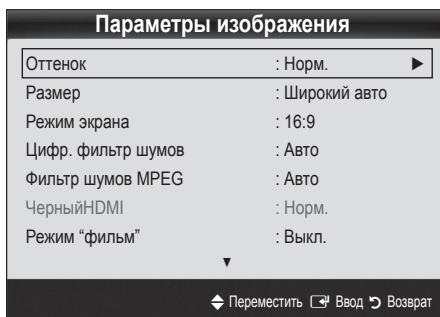 Параметры изображения
Оттенок : Норм. ▶
Размер : Широкий авто
Режим экрана : 16:9
Цифр. фильтр шумов : Авто
Фильтр шумов MPEG : Авто
ЧерныйHDMI : Норм.
Режим “фильм” : Выкл.
▼
Переместить Ввод Возврат